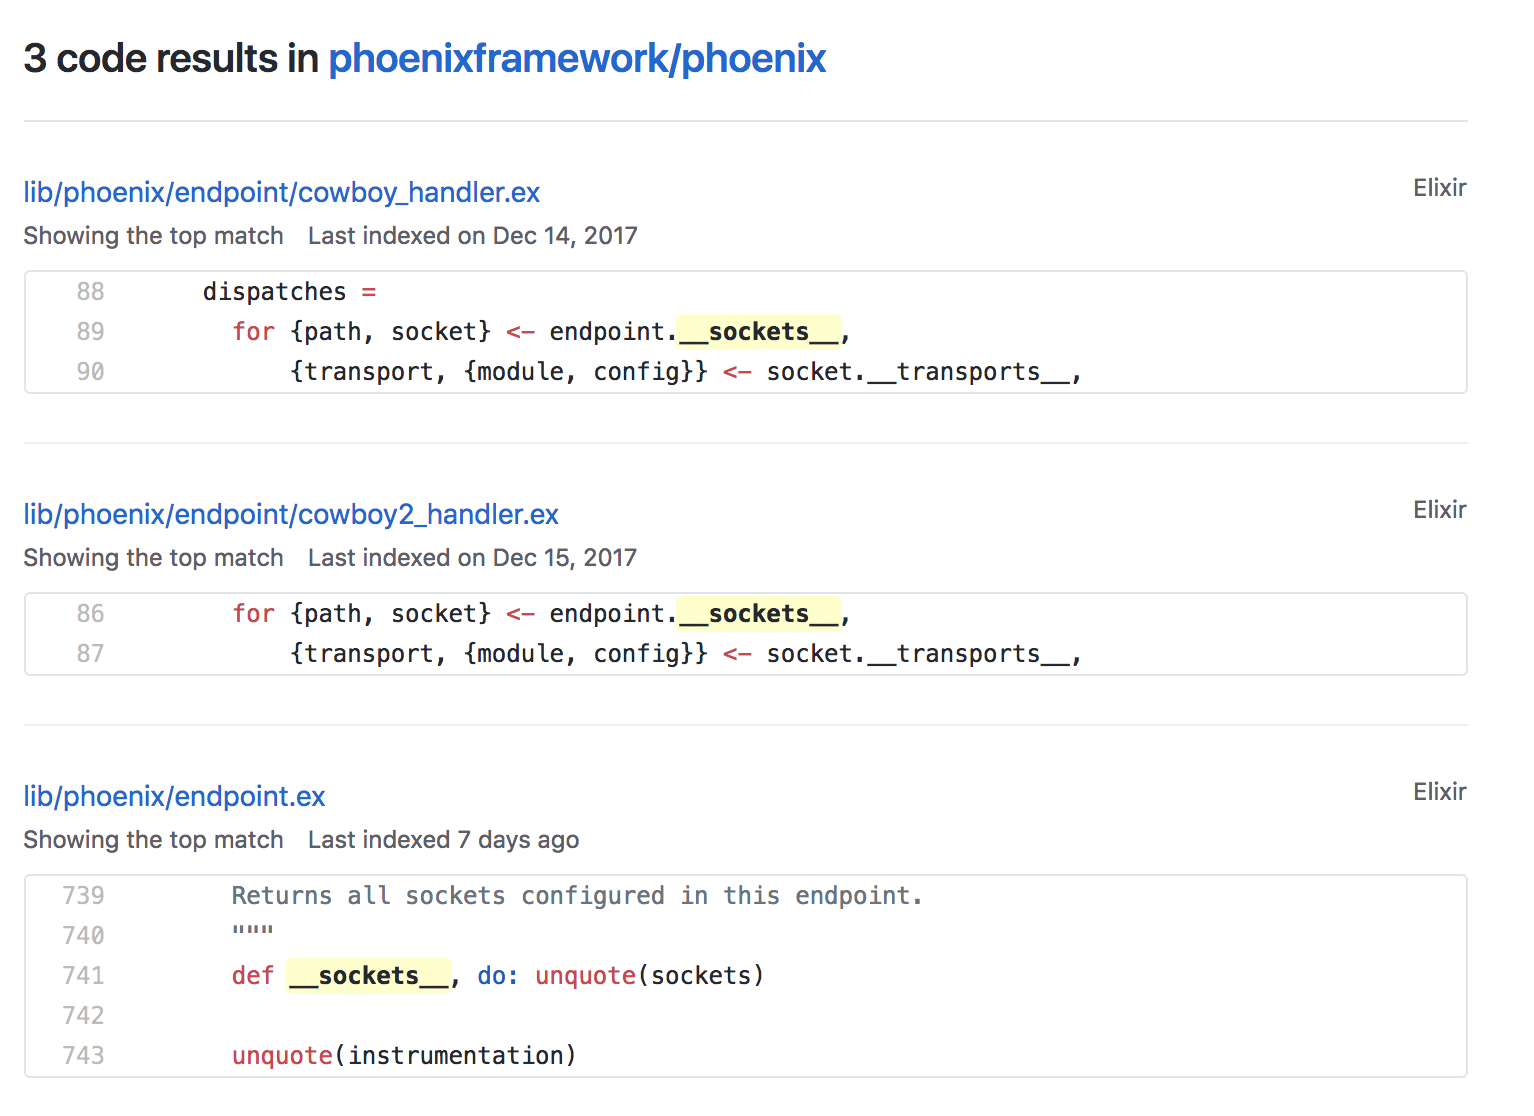 3 code results in phoenixframework/phoenix
lib/phoenix/endpoint/cowboy_handler.ex
Elixir
Showing the top match Last indexed on Dec 14, 2017
88 dispatches =
89 for {path, socket} <- endpoint.__sockets__,
90 {transport, {module, config}} <- socket.__transports__,
lib/phoenix/endpoint/cowboy2_handler.ex
Elixir
Showing the top match Last indexed on Dec 15, 2017
86 for {path, socket} <- endpoint.__sockets__,
87 {transport, {module, config}} <- socket.__transports__,
lib/phoenix/endpoint.ex
Elixir
Showing the top match Last indexed 7 days ago
739 Returns all sockets configured in this endpoint.
740 """
741 def __sockets__, do: unquote(sockets)
742
743 unquote(instrumentation)